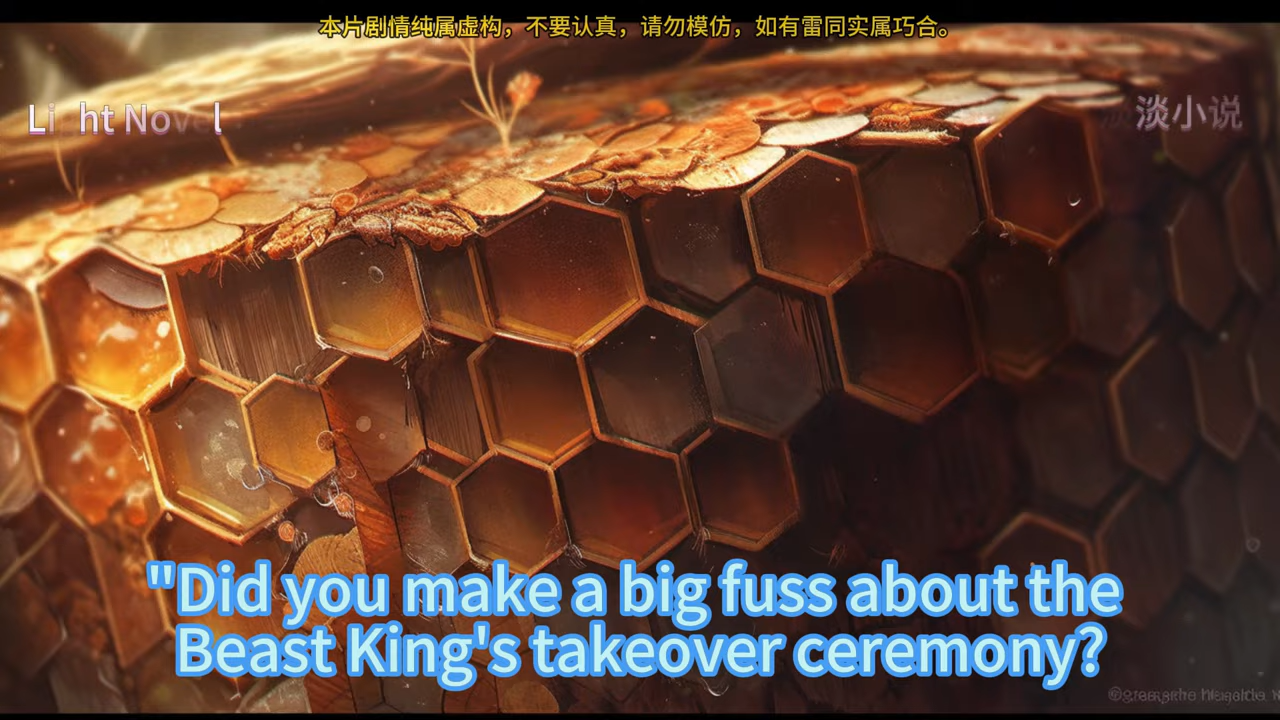 本片剧情纯属虚构，不要认真，请勿模仿，如有雷同实属巧合。
Light Novel
淡小说
"Did you make a big fuss about the
Beast King's takeover ceremony?